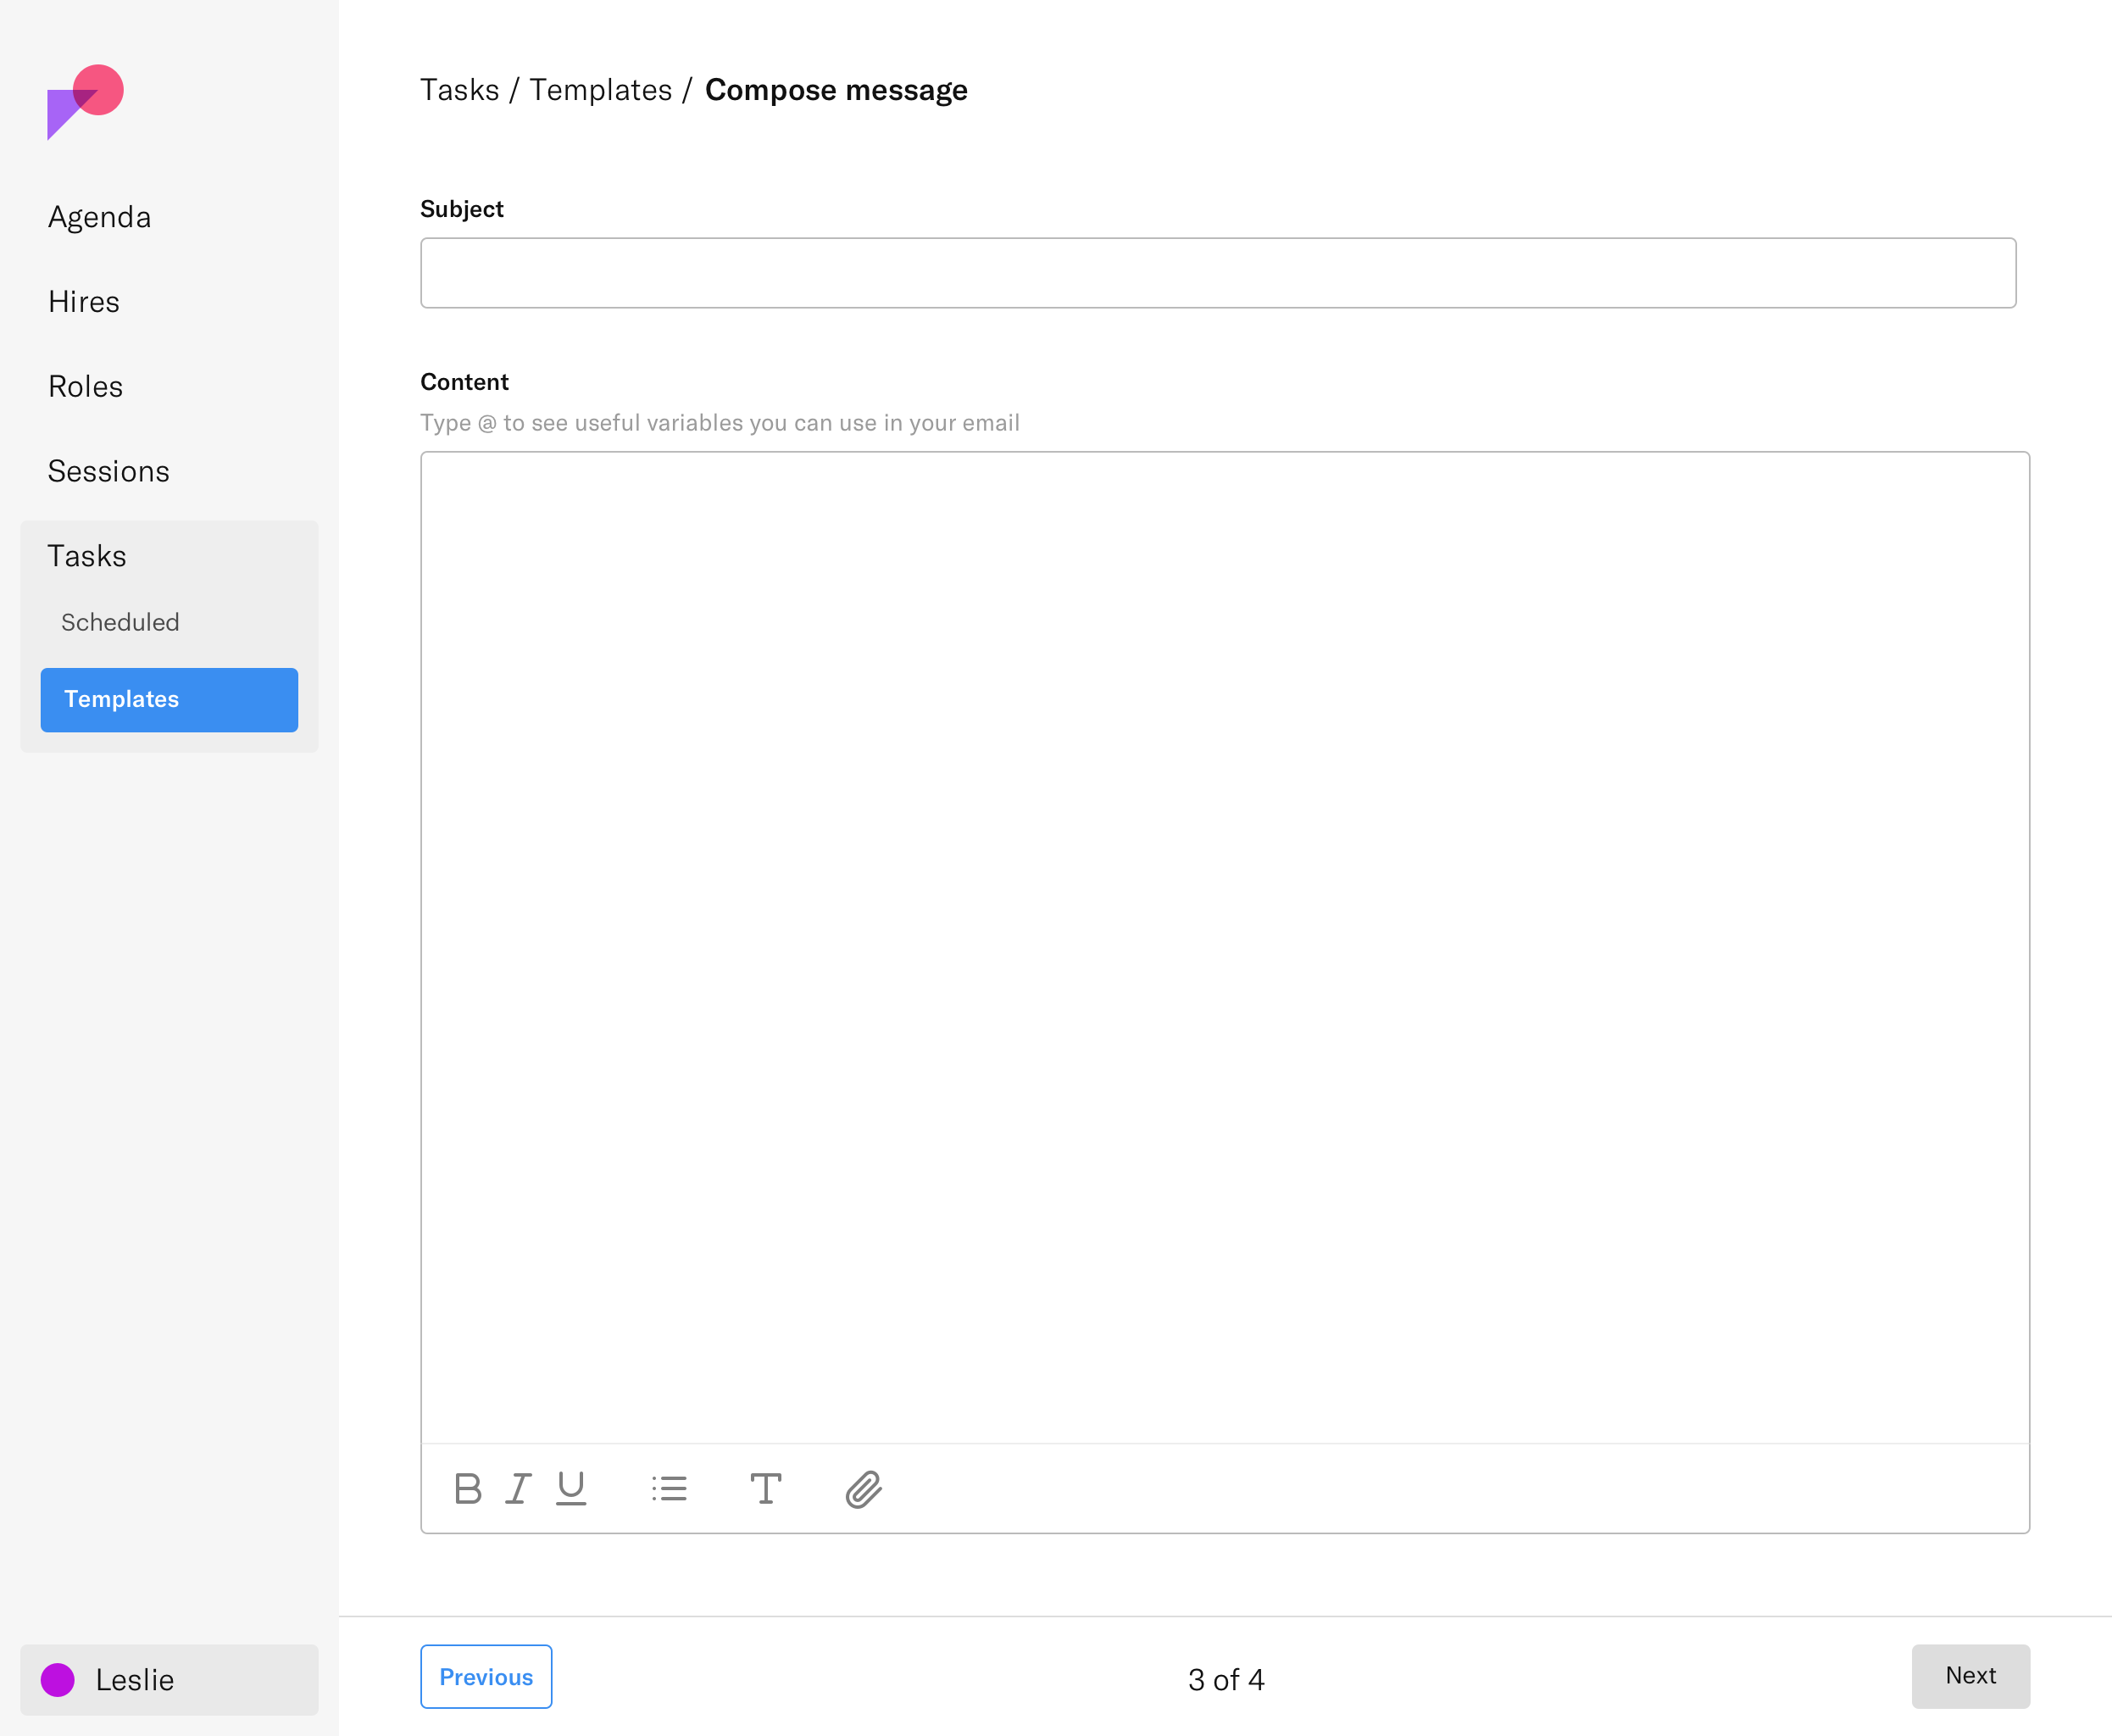 Agenda
Hires
Roles
Sessions
Tasks
Scheduled
Templates
Leslie
Tasks / Templates / Compose message
Subject
Content
Type @ to see useful variables you can use in your email
B I U T
Previous
3 of 4
Next